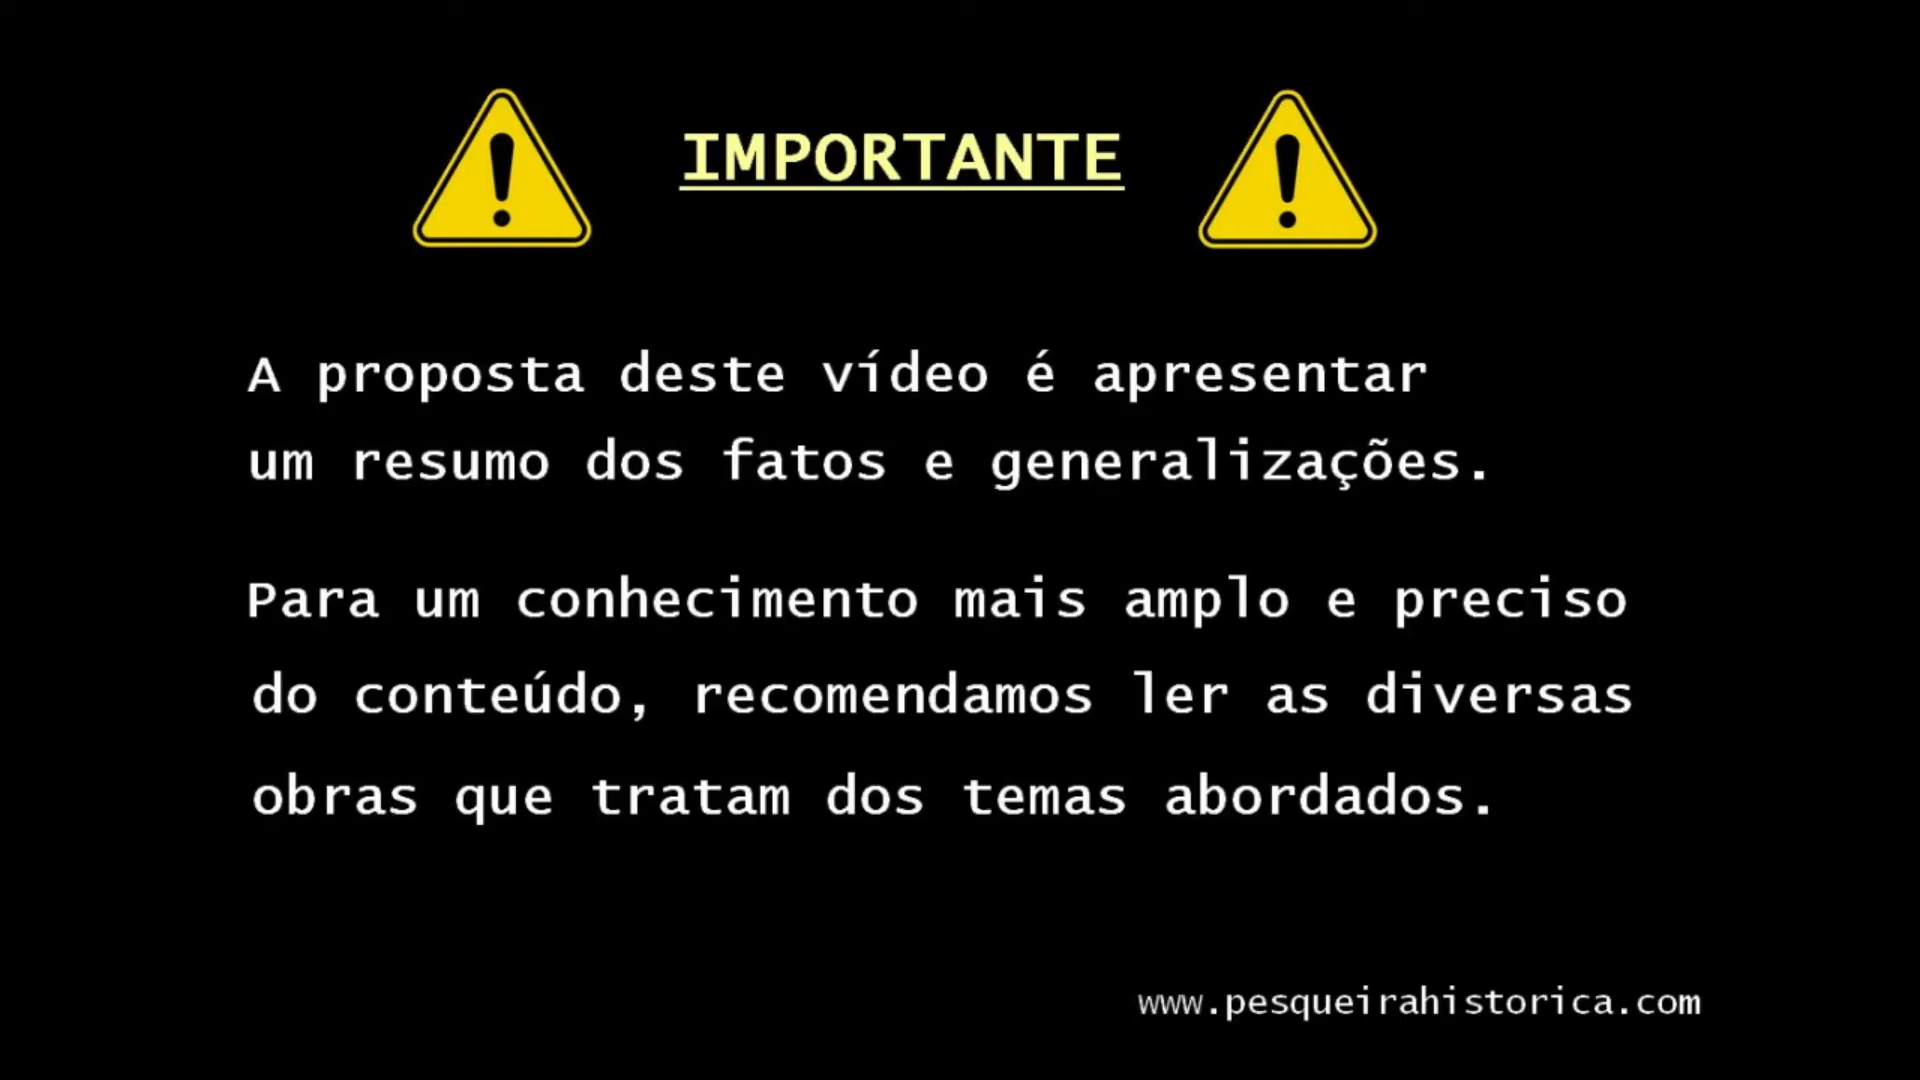 IMPORTANTE
A proposta deste vídeo é apresentar
um resumo dos fatos e generalizações.
Para um conhecimento mais amplo e preciso
do conteúdo, recomendamos ler as diversas
obras que tratam dos temas abordados.
www.pesqueirahistorica.com